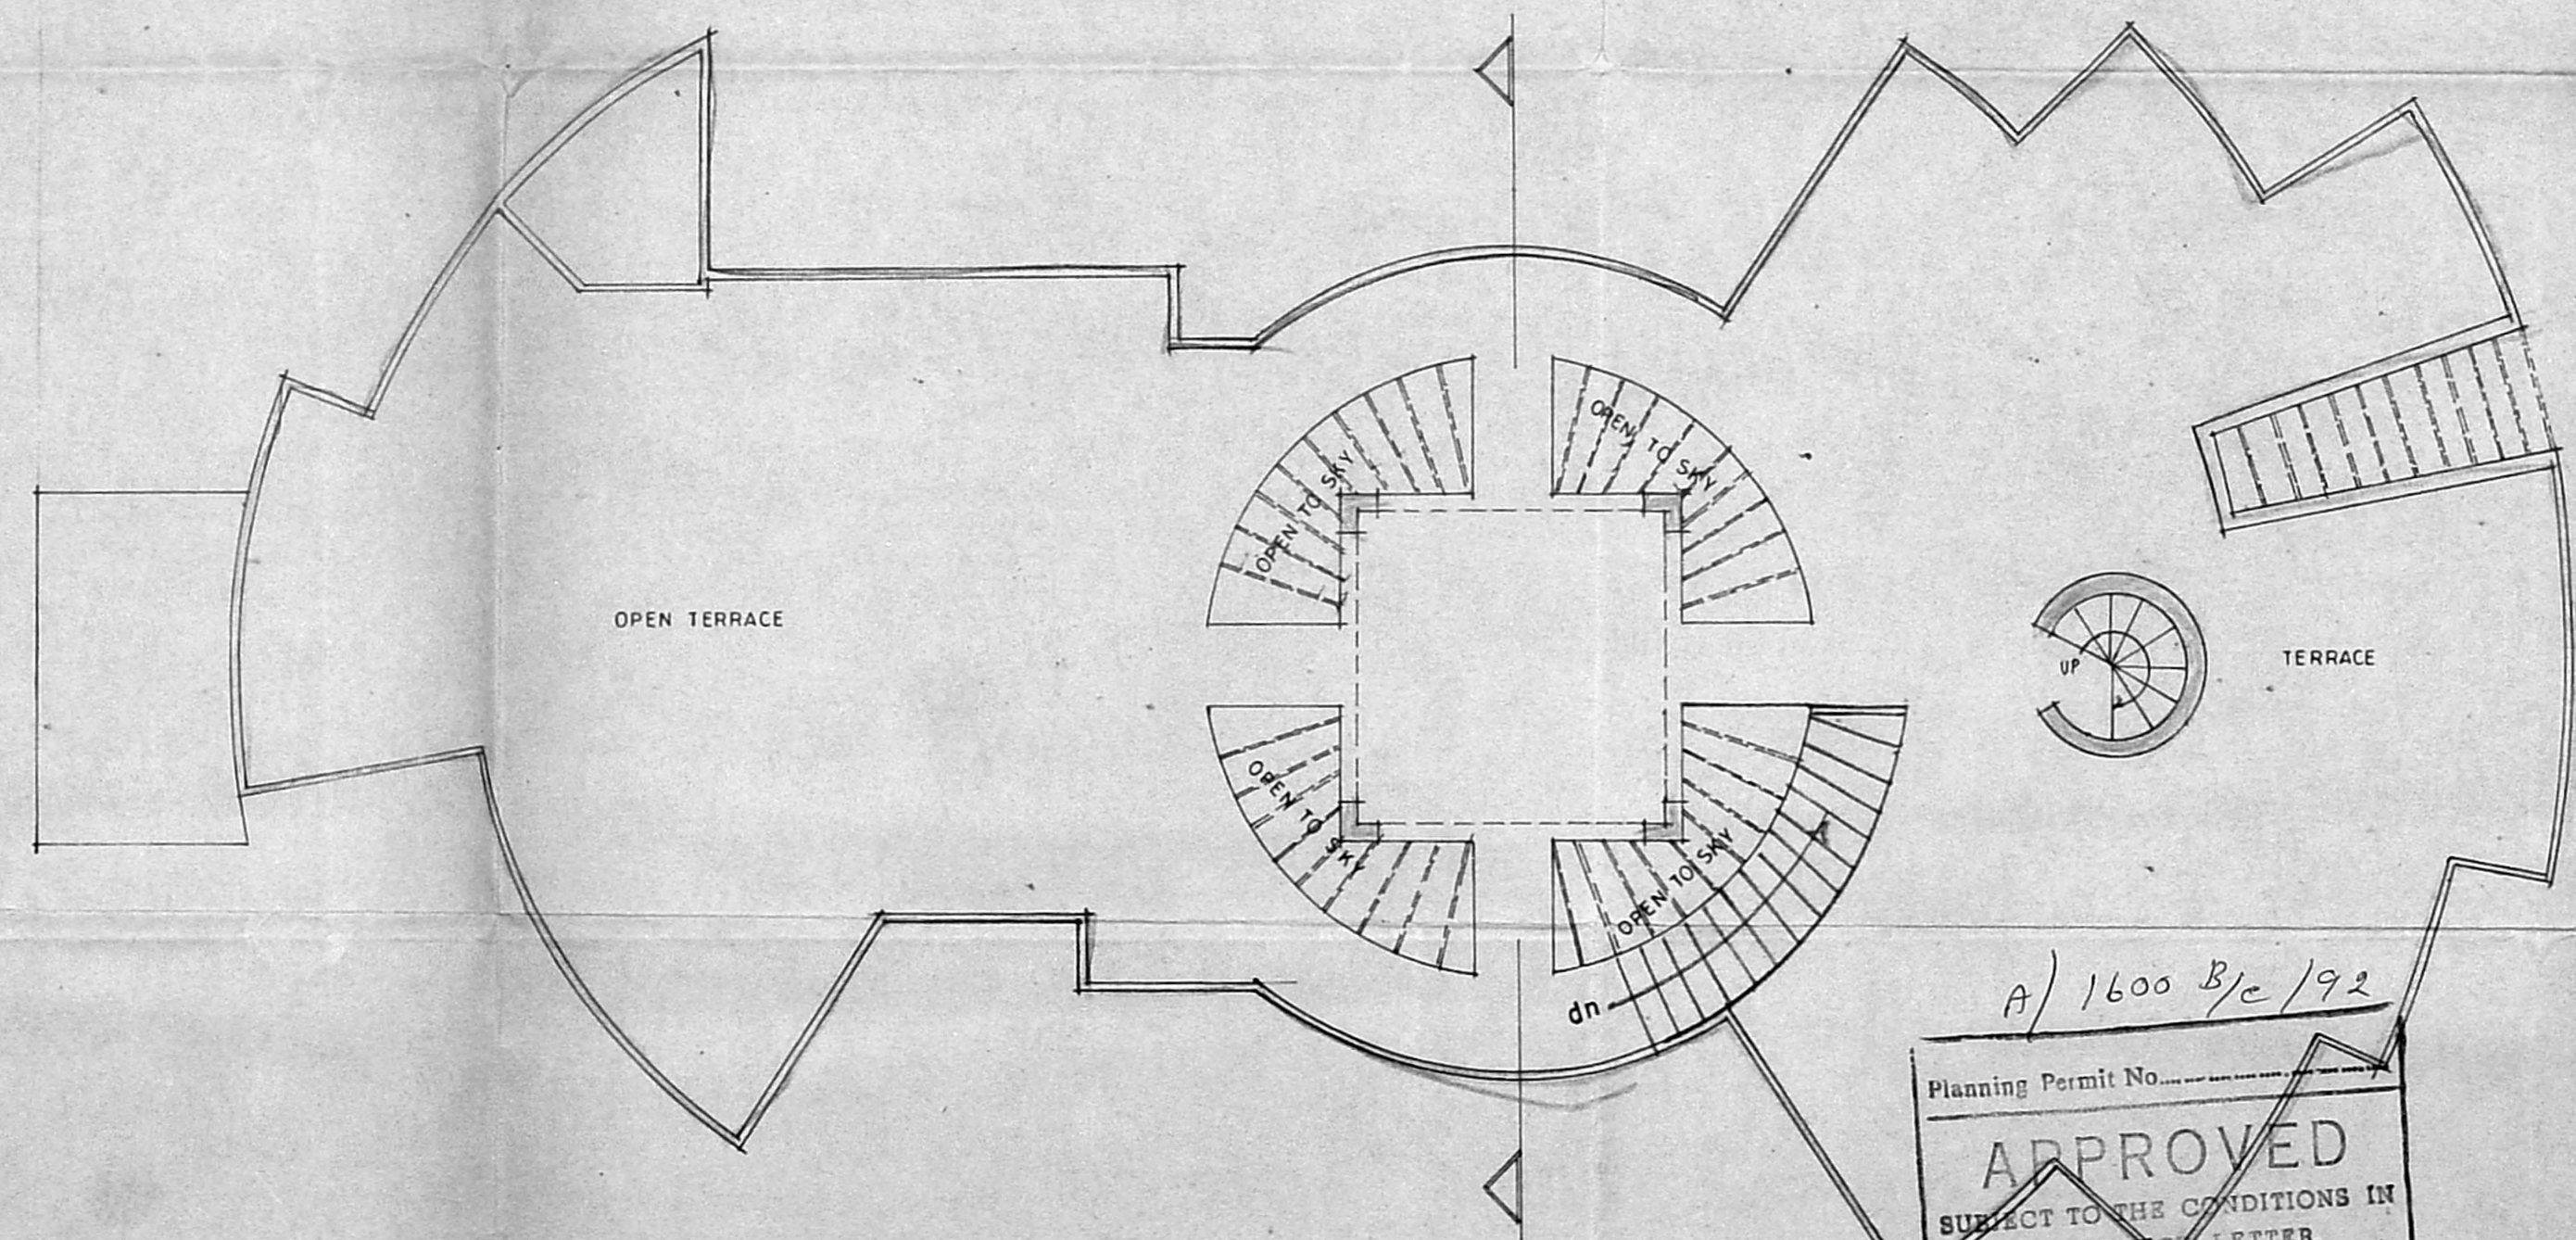 OPEN TO SKY
OPEN TO SKY
OPEN TERRACE
UP
TERRACE
OPEN TO SKY
OPEN TO SKY
dn
A/ 1600 B/c /92
Planning Permit No.
APPROVED
SUBJECT TO THE CONDITIONS IN
LETTER